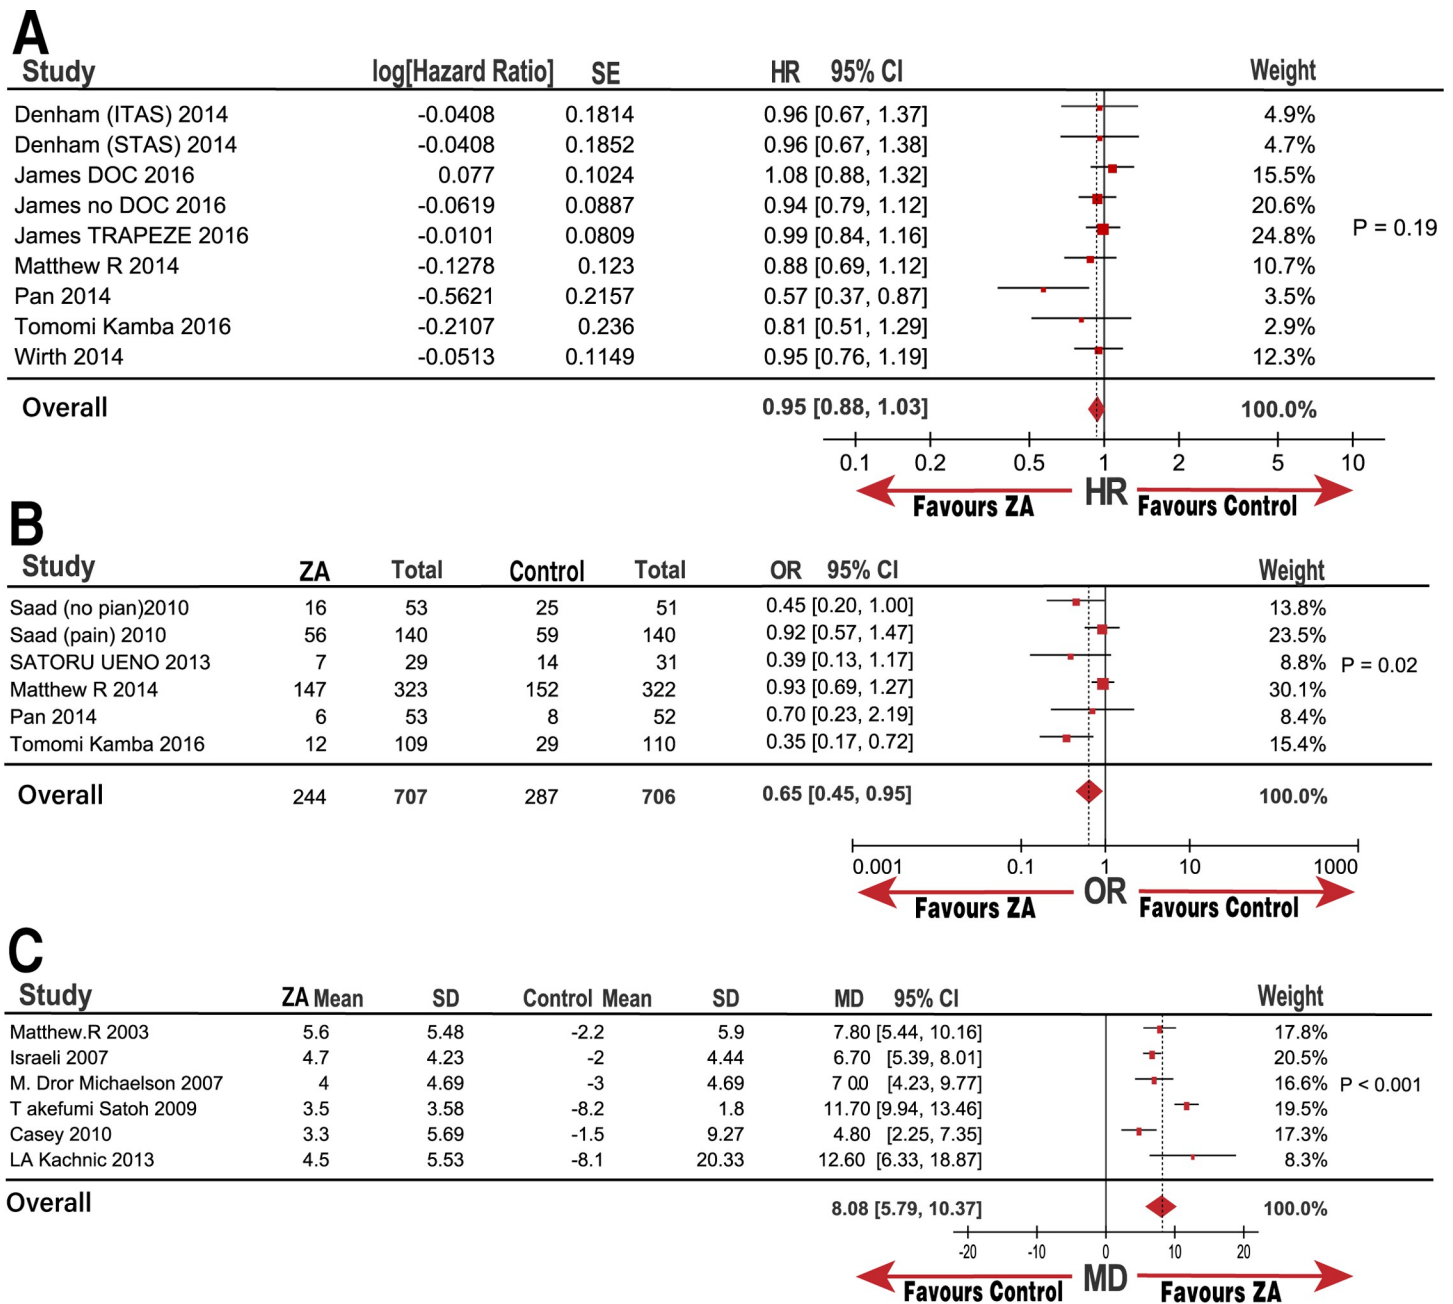 A
Study log[Hazard Ratio] SE HR 95% CI Weight
Denham (ITAS) 2014 -0.0408 0.1814 0.96 [0.67, 1.37] 4.9%
Denham (STAS) 2014 -0.0408 0.1852 0.96 [0.67, 1.38] 4.7%
James DOC 2016 0.077 0.1024 1.08 [0.88, 1.32] 15.5%
James no DOC 2016 -0.0619 0.0887 0.94 [0.79, 1.12] 20.6%
James TRAPEZE 2016 -0.0101 0.0809 0.99 [0.84, 1.16] 24.8% P = 0.19
Matthew R 2014 -0.1278 0.123 0.88 [0.69, 1.12] 10.7%
Pan 2014 -0.5621 0.2157 0.57 [0.37, 0.87] 3.5%
Tomomi Kamba 2016 -0.2107 0.236 0.81 [0.51, 1.29] 2.9%
Wirth 2014 -0.0513 0.1149 0.95 [0.76, 1.19] 12.3%
Overall 0.95 [0.88, 1.03] 100.0%
0.1 0.2 0.5 1 2 5 10
Favours ZA HR Favours Control
B
Study ZA Total Control Total OR 95% CI Weight
Saad (no pian)2010 16 53 25 51 0.45 [0.20, 1.00] 13.8%
Saad (pain) 2010 56 140 59 140 0.92 [0.57, 1.47] 23.5%
SATORU UENO 2013 7 29 14 31 0.39 [0.13, 1.17] 8.8% P = 0.02
Matthew R 2014 147 323 152 322 0.93 [0.69, 1.27] 30.1%
Pan 2014 6 53 8 52 0.70 [0.23, 2.19] 8.4%
Tomomi Kamba 2016 12 109 29 110 0.35 [0.17, 0.72] 15.4%
Overall 244 707 287 706 0.65 [0.45, 0.95] 100.0%
0.001 0.1 1 10 1000
Favours ZA OR Favours Control
C
Study ZA Mean SD Control Mean SD MD 95% CI Weight
Matthew.R 2003 5.6 5.48 -2.2 5.9 7.80 [5.44, 10.16] 17.8%
Israeli 2007 4.7 4.23 -2 4.44 6.70 [5.39, 8.01] 20.5%
M. Dror Michaelson 2007 4 4.69 -3 4.69 7 00 [4.23, 9.77] 16.6% P < 0.001
T akefumi Satoh 2009 3.5 3.58 -8.2 1.8 11.70 [9.94, 13.46] 19.5%
Casey 2010 3.3 5.69 -1.5 9.27 4.80 [2.25, 7.35] 17.3%
LA Kachnic 2013 4.5 5.53 -8.1 20.33 12.60 [6.33, 18.87] 8.3%
Overall 8.08 [5.79, 10.37] 100.0%
-20 -10 0 10 20
Favours Control MD Favours ZA